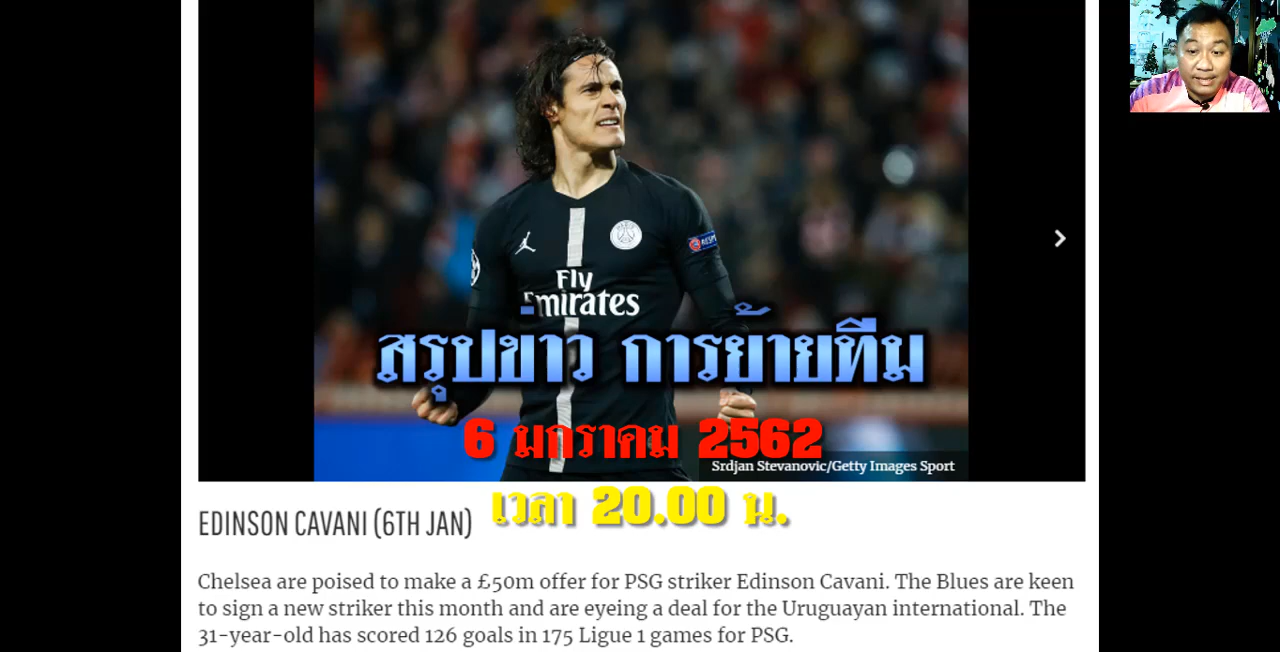 Fly
Emirates
RESPE
สรุปข่าว การย้ายทีม
6 มกราคม 2562
Srdjan Stevanovic/Getty Images Sport
เวลา 20.00 น.
EDINSON CAVANI (6TH JAN)
Chelsea are poised to make a £50m offer for PSG striker Edinson Cavani. The Blues are keen
to sign a new striker this month and are eyeing a deal for the Uruguayan international. The
31-year-old has scored 126 goals in 175 Ligue 1 games for PSG.